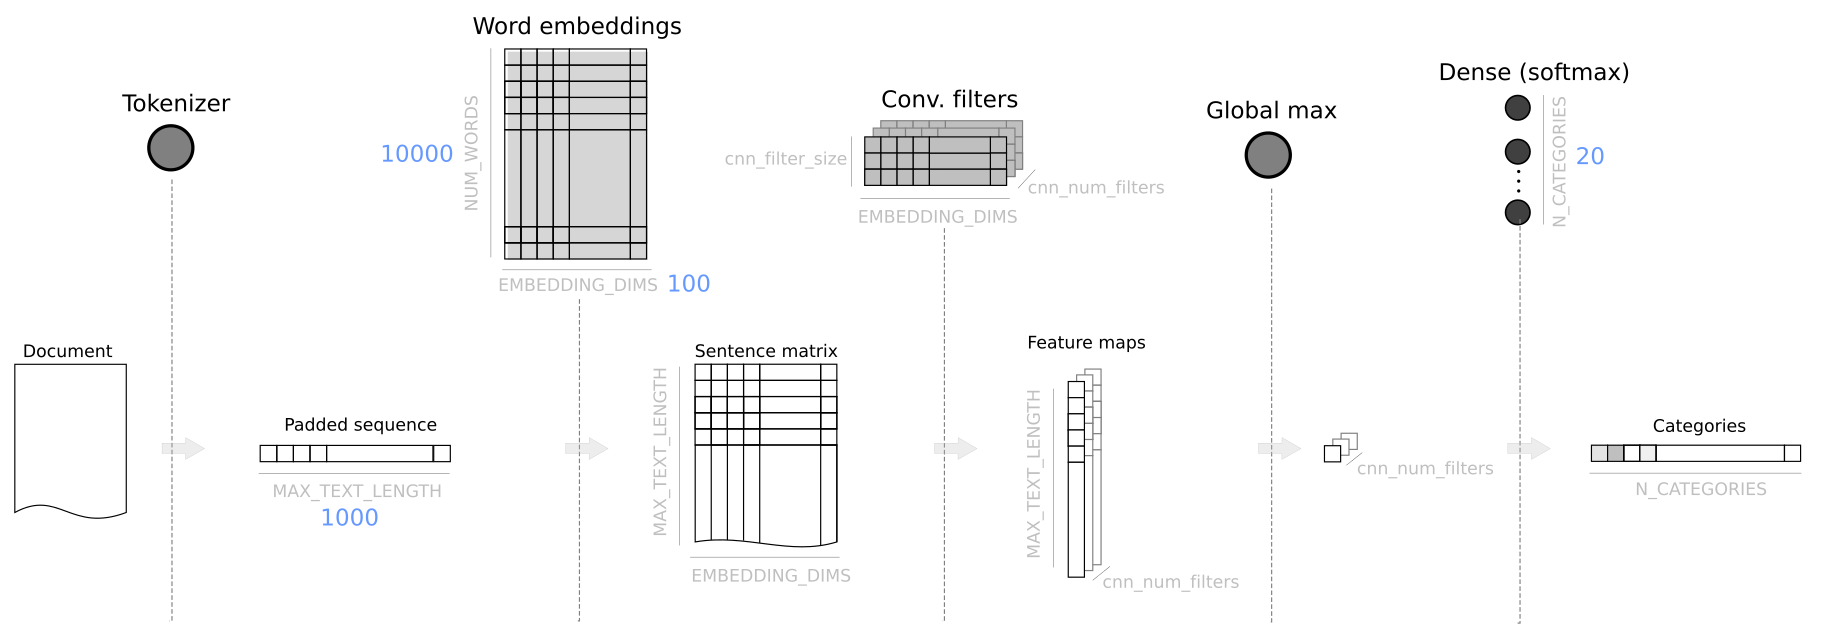 Word embeddings
Tokenizer
10000
NUM_WORDS
EMBEDDING_DIMS 100
Conv. filters
cnn_filter_size
cnn_num_filters
EMBEDDING_DIMS
Global max
Dense (softmax)
N_CATEGORIES
20
Document
Padded sequence
MAX_TEXT_LENGTH
1000
Sentence matrix
MAX_TEXT_LENGTH
EMBEDDING_DIMS
Feature maps
MAX_TEXT_LENGTH
cnn_num_filters
cnn_num_filters
Categories
N_CATEGORIES